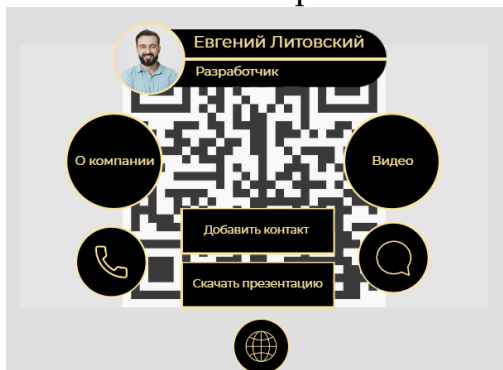 Евгений Литовский
Разработчик
О компании
Видео
Добавить контакт
Скачать презентацию